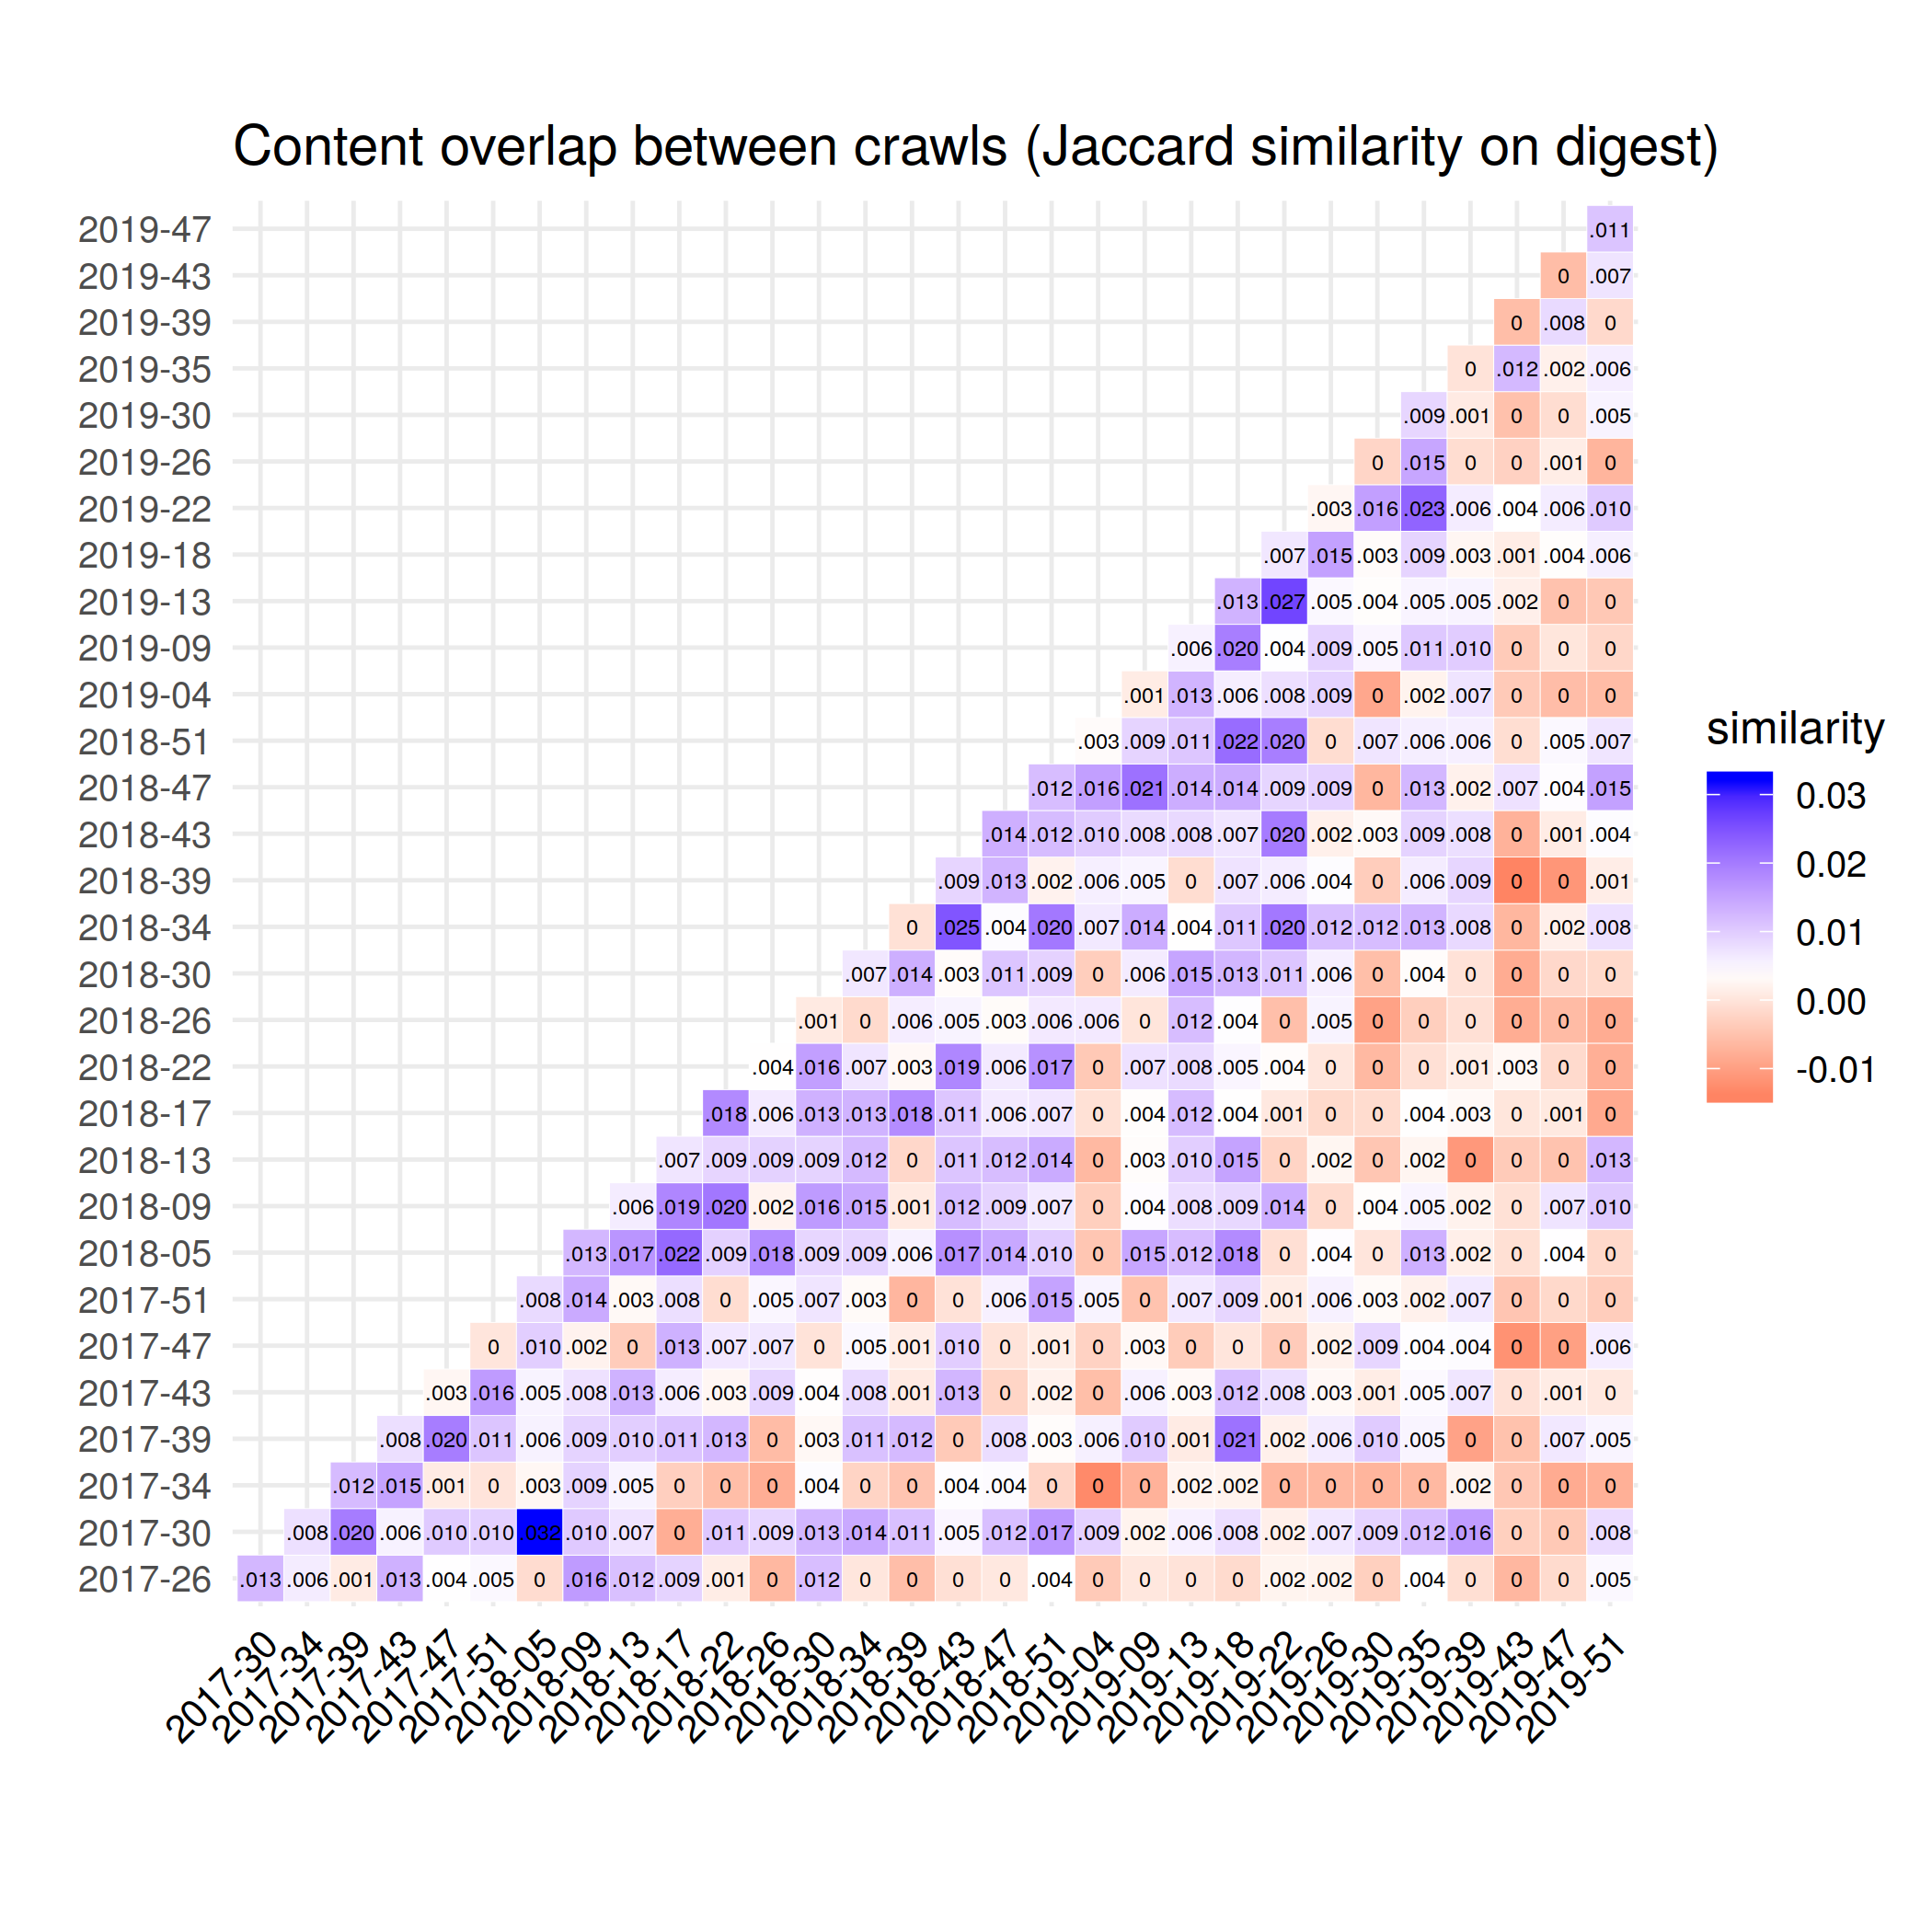 Content overlap between crawls (Jaccard similarity on digest)
2019-47 .011
2019-43 0 .007
2019-39 0 .008 0
2019-35 0 .012 .002 .006
2019-30 .009 .001 0 0 .005
2019-26 0 .015 0 0 .001 0
2019-22 .003 .016 .023 .006 .004 .006 .010
2019-18 .007 .015 .003 .009 .003 .001 .004 .006
2019-13 .013 .027 .005 .004 .005 .005 .002 0 0
2019-09 .006 .020 .004 .009 .005 .011 .010 0 0 0
2019-04 .001 .013 .006 .008 .009 0 .002 .007 0 0 0
2018-51 .003 .009 .011 .022 .020 0 .007 .006 .006 0 .005 .007
2018-47 .012 .016 .021 .014 .014 .009 .009 0 .013 .002 .007 .004 .015
2018-43 .014 .012 .010 .008 .008 .007 .020 .002 .003 .009 .008 0 .001 .004
2018-39 .009 .013 .002 .006 .005 0 .007 .006 .004 0 .006 .009 0 0 .001
2018-34 0 .025 .004 .020 .007 .014 .004 .011 .020 .012 .012 .013 .008 0 .002 .008
2018-30 .007 .014 .003 .011 .009 0 .006 .015 .013 .011 .006 0 .004 0 0 0 0
2018-26 .001 0 .006 .005 .003 .006 .006 0 .012 .004 0 .005 0 0 0 0 0 0
2018-22 .004 .016 .007 .003 .019 .006 .017 0 .007 .008 .005 .004 0 0 0 .001 .003 0 0
2018-17 .018 .006 .013 .013 .018 .011 .006 .007 0 .004 .012 .004 .001 0 0 .004 .003 0 .001 0
2018-13 .007 .009 .009 .009 .012 0 .011 .012 .014 0 .003 .010 .015 0 .002 0 .002 0 0 0 .013
2018-09 .006 .019 .020 .002 .016 .015 .001 .012 .009 .007 0 .004 .008 .009 .014 0 .004 .005 .002 0 .007 .010
2018-05 .013 .017 .022 .009 .018 .009 .009 .006 .017 .014 .010 0 .015 .012 .018 0 .004 0 .013 .002 0 .004 0
2017-51 .008 .014 .003 .008 0 .005 .007 .003 0 0 .006 .015 .005 0 .007 .009 .001 .006 .003 .002 .007 0 0 0
2017-47 0 .010 .002 0 .013 .007 .007 0 .005 .001 .010 0 .001 0 .003 0 0 0 .002 .009 .004 .004 0 0 .006
2017-43 .003 .016 .005 .008 .013 .006 .003 .009 .004 .008 .001 .013 0 .002 0 .006 .003 .012 .008 .003 .001 .005 .007 0 .001 0
2017-39 .008 .020 .011 .006 .009 .010 .011 .013 0 .003 .011 .012 0 .008 .003 .006 .010 .001 .021 .002 .006 .010 .005 0 0 .007 .005
2017-34 .012 .015 .001 0 .003 .009 .005 0 0 0 .004 0 0 .004 .004 0 0 0 .002 .002 0 0 0 0 .002 0 0 0
2017-30 .008 .020 .006 .010 .010 .032 .010 .007 0 .011 .009 .013 .014 .011 .005 .012 .017 .009 .002 .006 .008 .002 .007 .009 .012 .016 0 0 .008
2017-26 .013 .006 .001 .013 .004 .005 0 .016 .012 .009 .001 0 .012 0 0 0 0 .004 0 0 0 0 .002 .002 0 .004 0 0 0 .005
2017-30 2017-34 2017-39 2017-43 2017-47 2017-51 2018-05 2018-09 2018-13 2018-17 2018-22 2018-26 2018-30 2018-34 2018-39 2018-43 2018-47 2018-51 2019-04 2019-09 2019-13 2019-18 2019-22 2019-26 2019-30 2019-35 2019-39 2019-43 2019-47 2019-51
similarity
0.03
0.02
0.01
0.00
-0.01